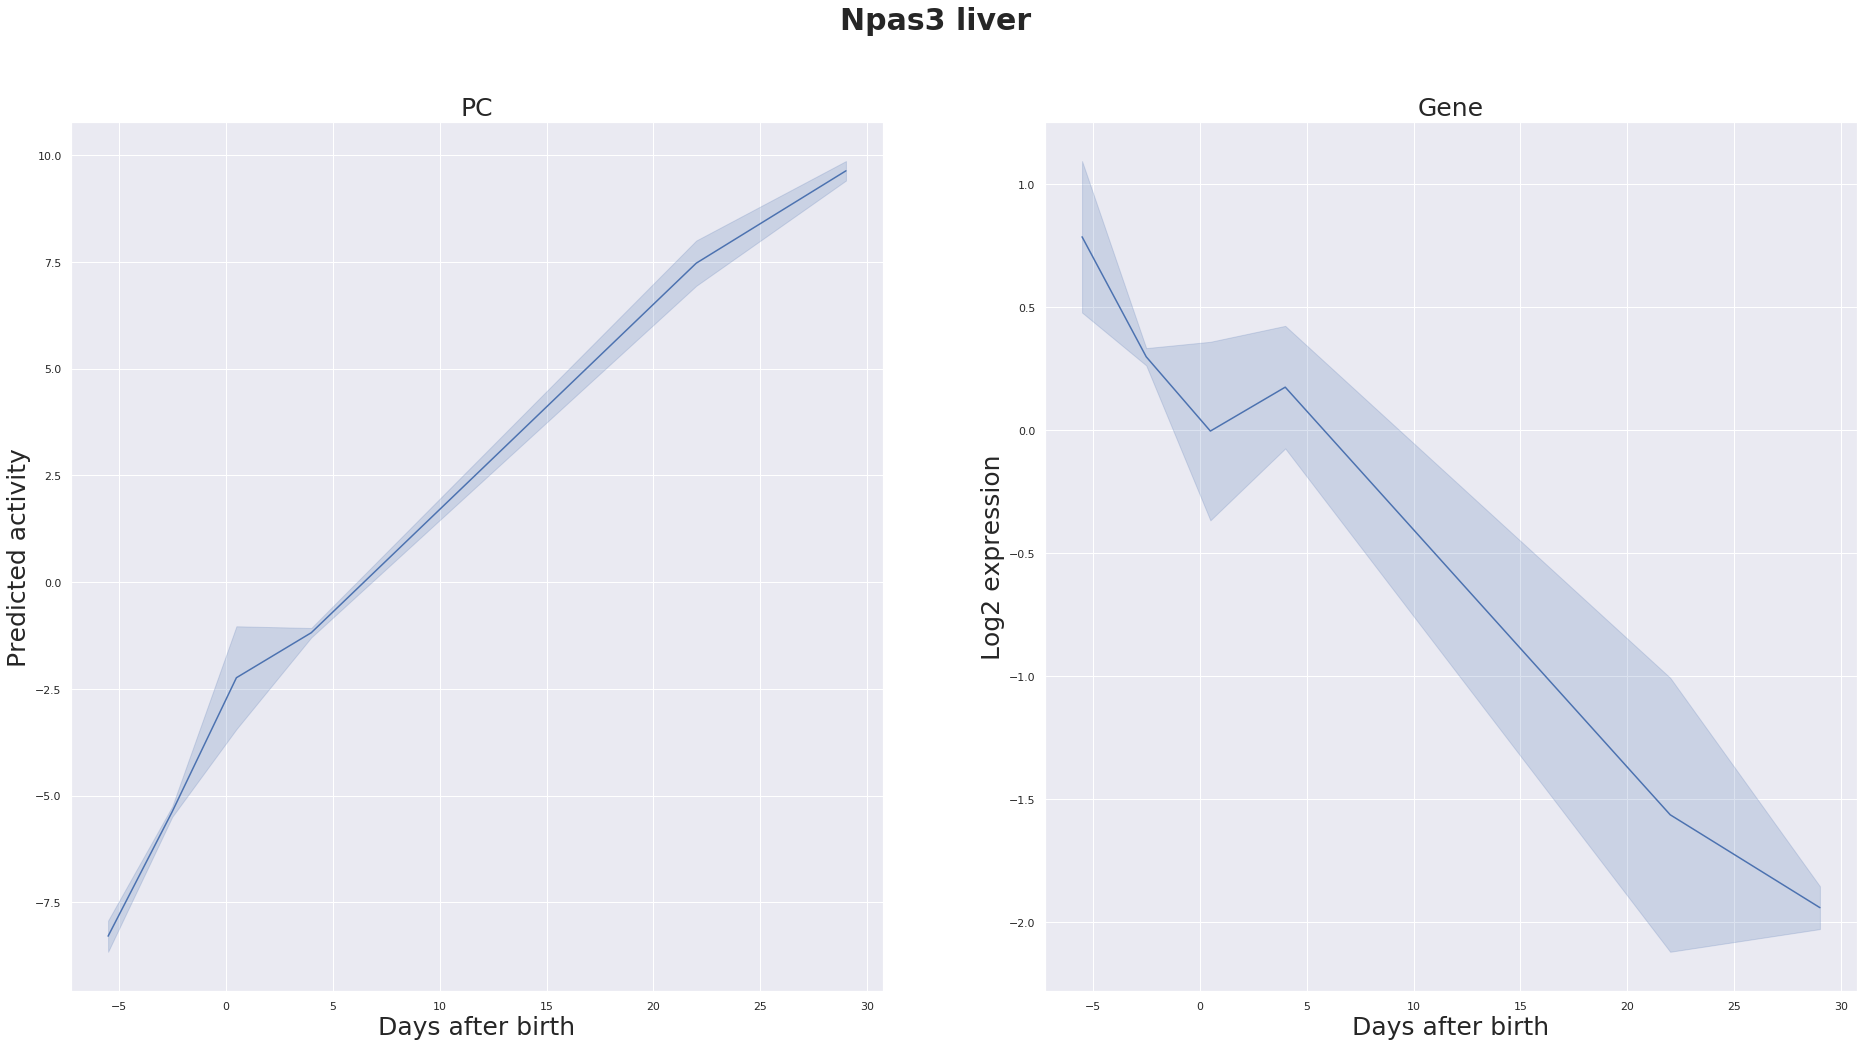 Npas3 liver
PC
Predicted activity
10.0
7.5
5.0
2.5
0.0
−2.5
−5.0
−7.5
−5 0 5 10 15 20 25 30
Days after birth
Gene
Log2 expression
1.0
0.5
0.0
−0.5
−1.0
−1.5
−2.0
−5 0 5 10 15 20 25 30
Days after birth